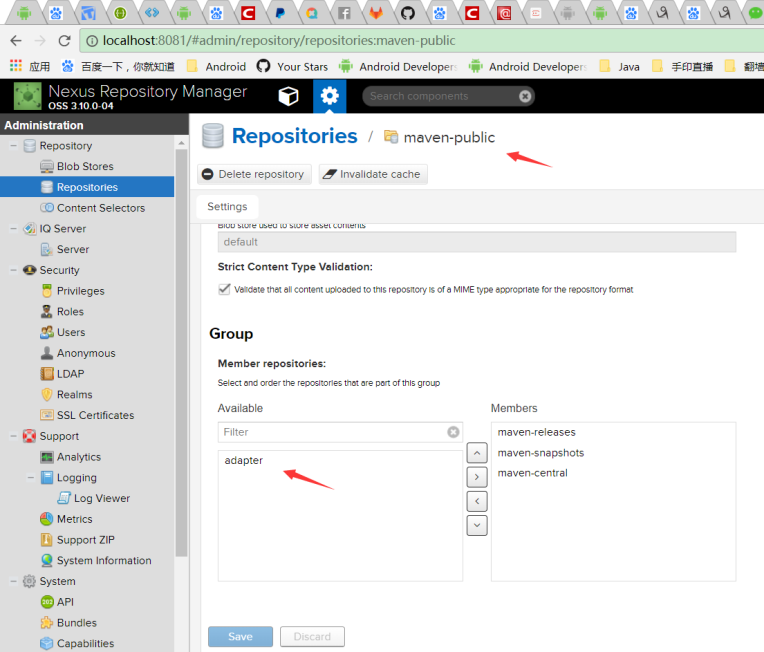 localhost:8081/#admin/repository/repositories:maven-public
应用 百度一下，你就知道 Android Your Stars Android Developers Android Developers Java 手印直播 翻墙
Nexus Repository Manager
OSS 3.10.0-04
Search components
Administration
Repository
Blob Stores
Repositories
Content Selectors
IQ Server
Server
Security
Privileges
Roles
Users
Anonymous
LDAP
Realms
SSL Certificates
Support
Analytics
Logging
Log Viewer
Metrics
Support ZIP
System Information
System
API
Bundles
Capabilities
Repositories / maven-public
Delete repository Invalidate cache
Settings
Blob store used to store asset contents
default
Strict Content Type Validation:
Validate that all content uploaded to this repository is of a MIME type appropriate for the repository format
Group
Member repositories:
Select and order the repositories that are part of this group
Available Members
Filter
adapter
maven-releases
maven-snapshots
maven-central
Save Discard